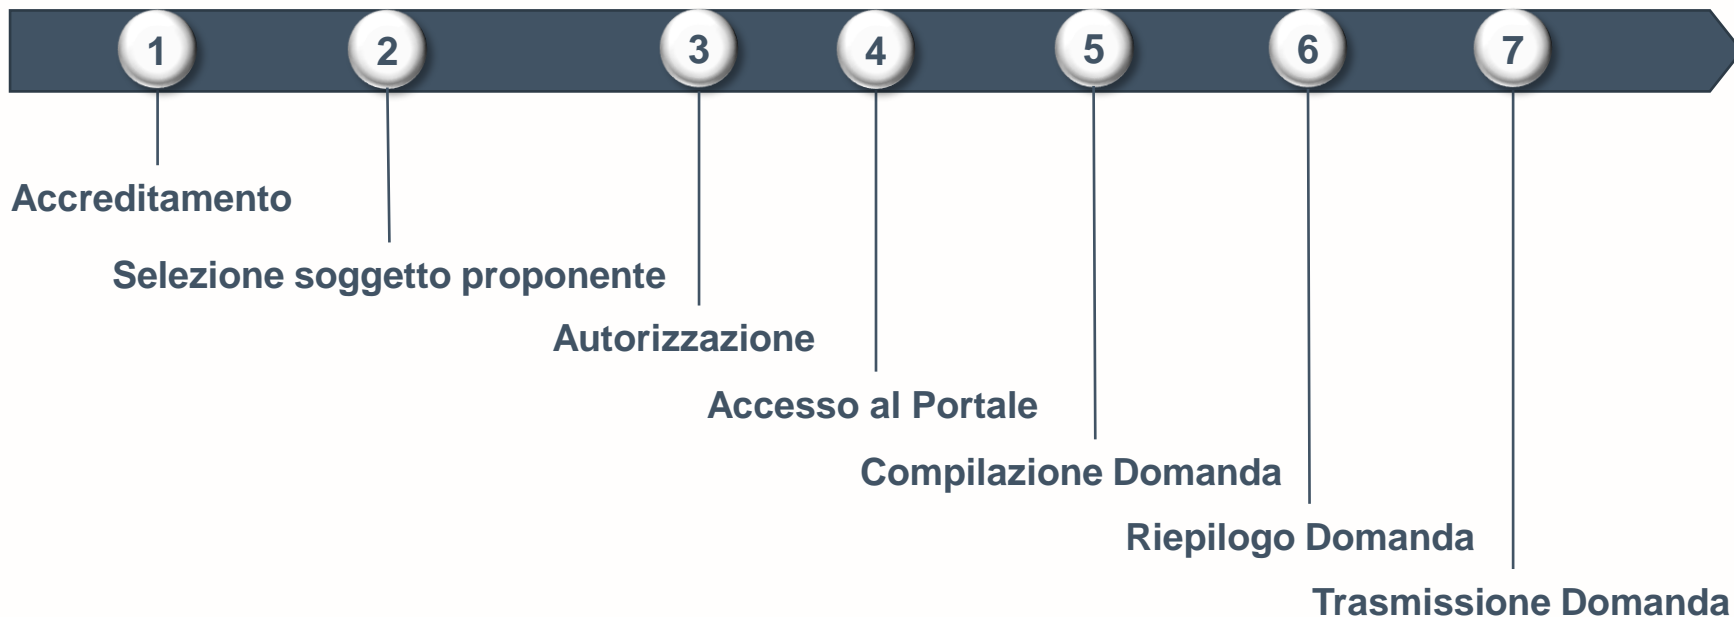 1 2 3 4 5 6 7
Accreditamento
Selezione soggetto proponente
Autorizzazione
Accesso al Portale
Compilazione Domanda
Riepilogo Domanda
Trasmissione Domanda